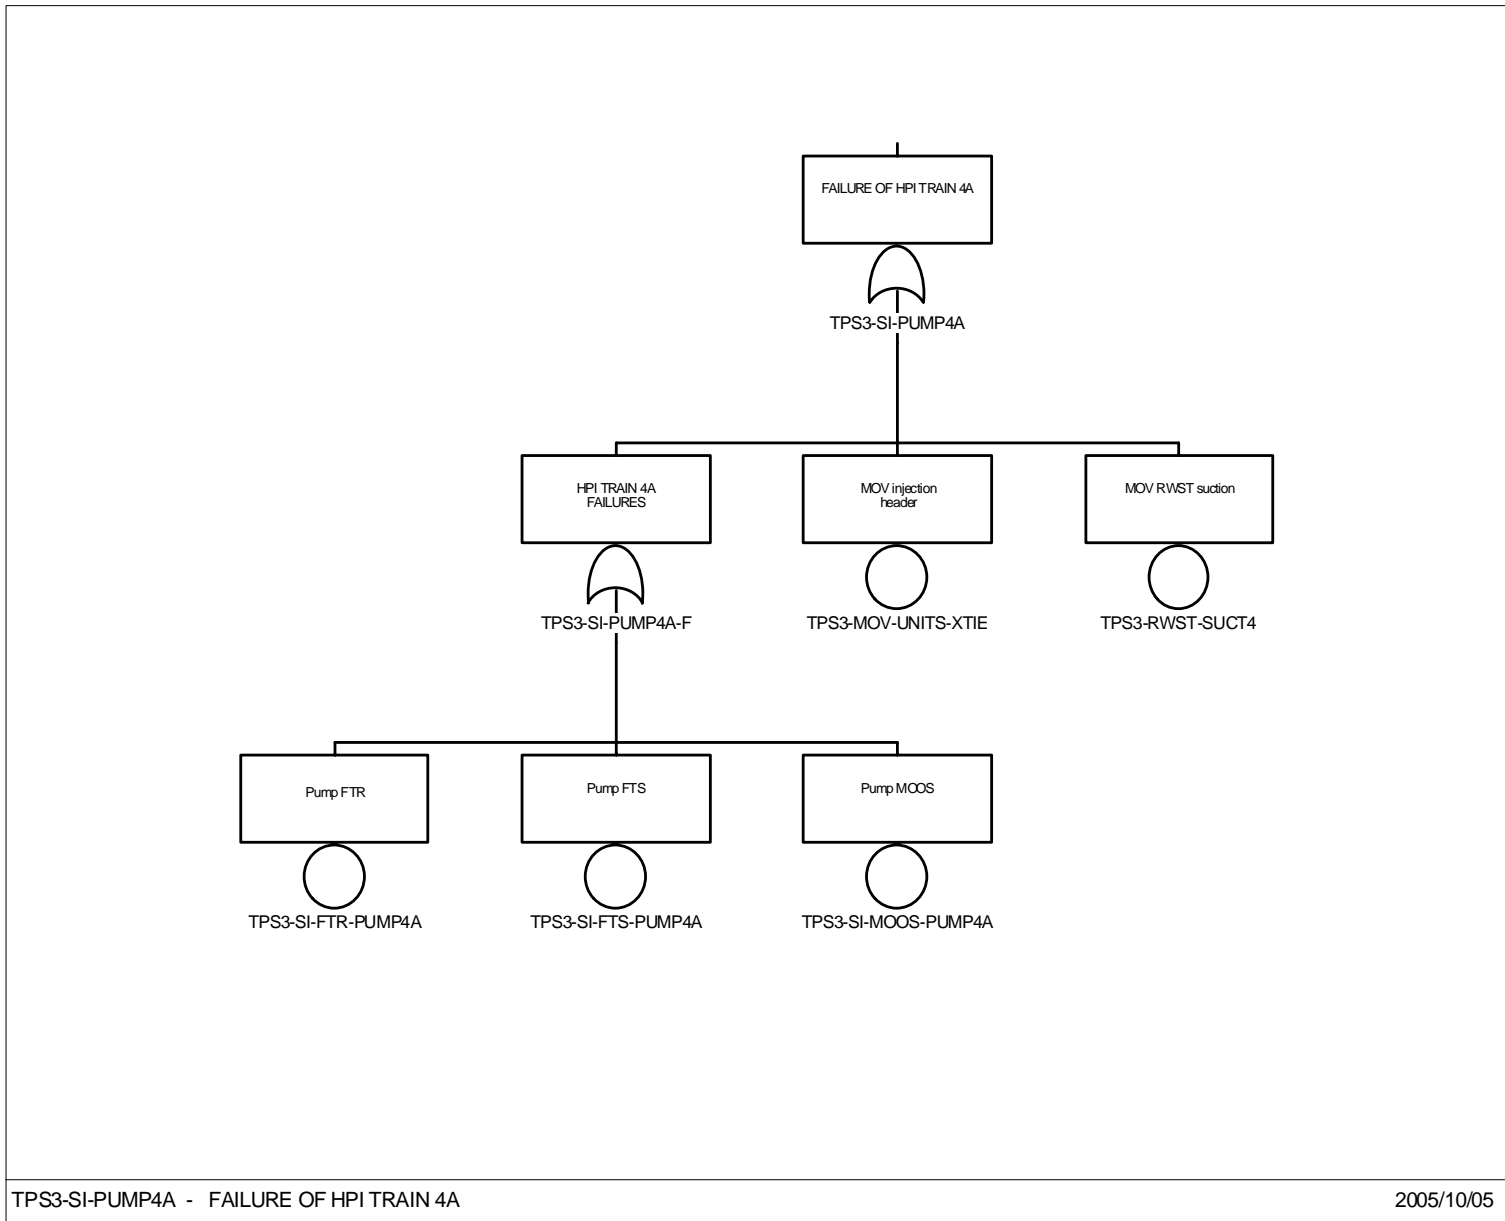 FAILURE OF HPI TRAIN 4A
TPS3-SI-PUMP4A
HPI TRAIN 4A
FAILURES
MOV injection
header
MOV RWST suction
TPS3-SI-PUMP4A-F
TPS3-MOV-UNITS-XTIE
TPS3-RWST-SUCT4
Pump FTR
Pump FTS
Pump MOOS
TPS3-SI-FTR-PUMP4A
TPS3-SI-FTS-PUMP4A
TPS3-SI-MOOS-PUMP4A
TPS3-SI-PUMP4A - FAILURE OF HPI TRAIN 4A
2005/10/05